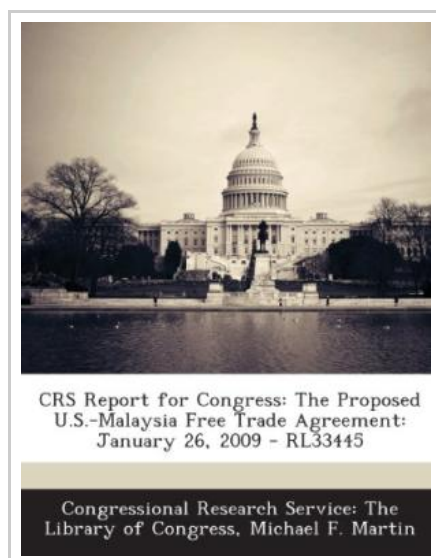 CRS Report for Congress: The Proposed
U.S.-Malaysia Free Trade Agreement:
January 26, 2009 - RL33445
Congressional Research Service: The
Library of Congress, Michael F. Martin